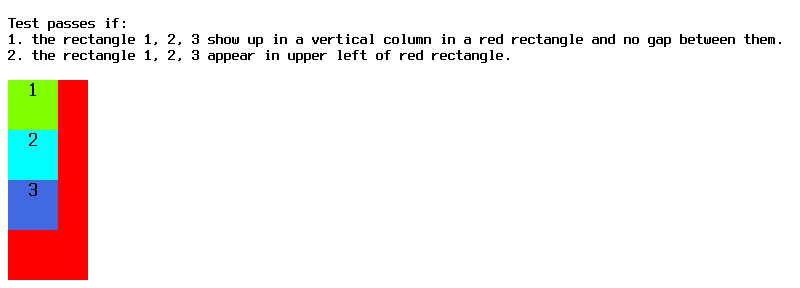 Test passes if:
1. the rectangle 1, 2, 3 show up in a vertical column in a red rectangle and no gap between them.
2. the rectangle 1, 2, 3 appear in upper left of red rectangle.
1
2
3